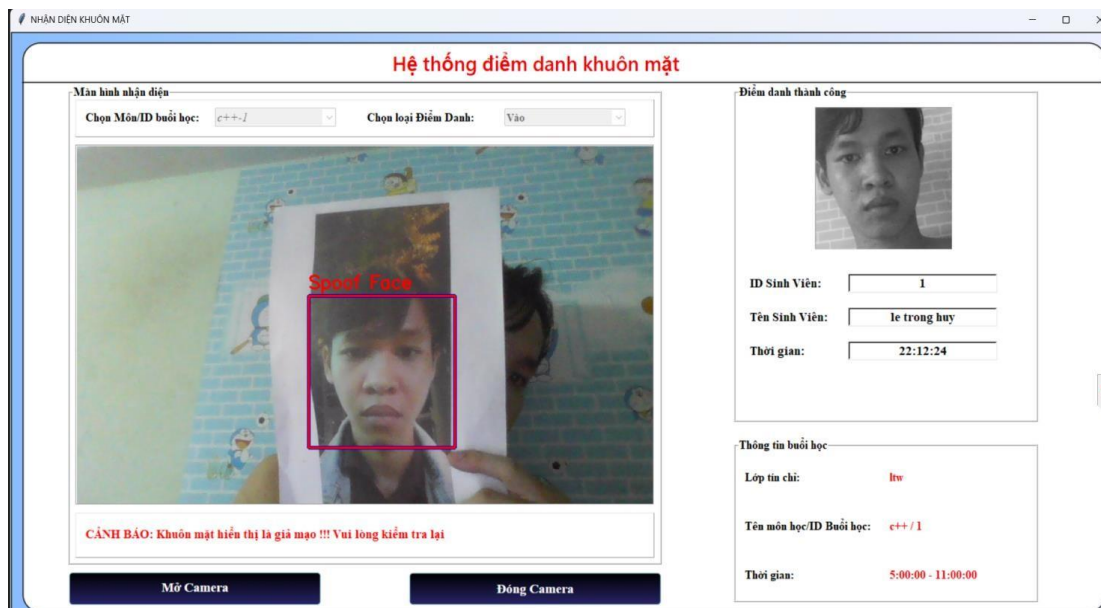 NHẬN DIỆN KHUÔN MẶT
Hệ thống điểm danh khuôn mặt
Màn hình nhận diện
Chọn Môn/ID buổi học: c++-1 Chọn loại Điểm Danh: Vào
Spoof Face
CẢNH BÁO: Khuôn mặt hiển thị là giả mạo !!! Vui lòng kiểm tra lại
Mở Camera
Đóng Camera
Điểm danh thành công
ID Sinh Viên: 1
Tên Sinh Viên: le trong huy
Thời gian: 22:12:24
Thông tin buổi học
Lớp tín chỉ: ltw
Tên môn học/ID Buổi học: c++ / 1
Thời gian: 5:00:00 - 11:00:00